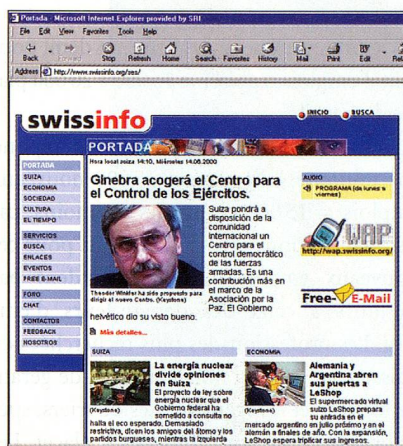 Portada - Microsoft Internet Explorer provided by SRI
File Edit View Favorites Tools Help
Back Forward Stop Refresh Home Search Favorites History Mail Print Edit
Address http://www.swissinfo.org/ses/
swissinfo
INICIO BUSCA
PORTADA
Hora local suiza 14:10, Miércoles 14.06.2000
PORTADA
SUIZA
ECONOMIA
SOCIEDAD
CULTURA
EL TIEMPO
SERVICIOS
BUSCA
ENLACES
EVENTOS
FREE E-MAIL
FORO
CHAT
CONTACTOS
FEEDBACK
NOSOTROS
Ginebra acogerá el Centro para
el Control de los Ejércitos.
Suiza pondrá a
disposición de la
comunidad
internacional un
Centro para el
control democrático
de las fuerzas
armadas. Es una
contribución más en
el marco de la
Asociación por la
Paz. El Gobierno
helvético dio su visto bueno.
Theodor Winkler ha sido propuesto para
dirigir el nuevo Centro. (Keystone)
Más detalles...
AUDIO
PROGRAMA (de lunes a
viernes)
WAP
http://wap.swissinfo.org/
Free-E-Mail
SUIZA
La energía nuclear
divide opiniones
en Suiza
El proyecto de ley sobre
energía nuclear que el
Gobierno federal ha
(Keystone)
sometido a consulta no
halla el eco esperado. Demasiado
restrictiva, dicen los amigos del átomo y los
partidos burgueses, mientras la izquierda
ECONOMIA
Alemania y
Argentina abren
sus puertas a
LeShop
El supermercado virtual
suizo LeShop prepara
(Keystone)
su entrada en el
mercado argentino en julio próximo y en el
alemán a finales de año. Con la expansión,
LeShop espera triplicar sus ingresos.